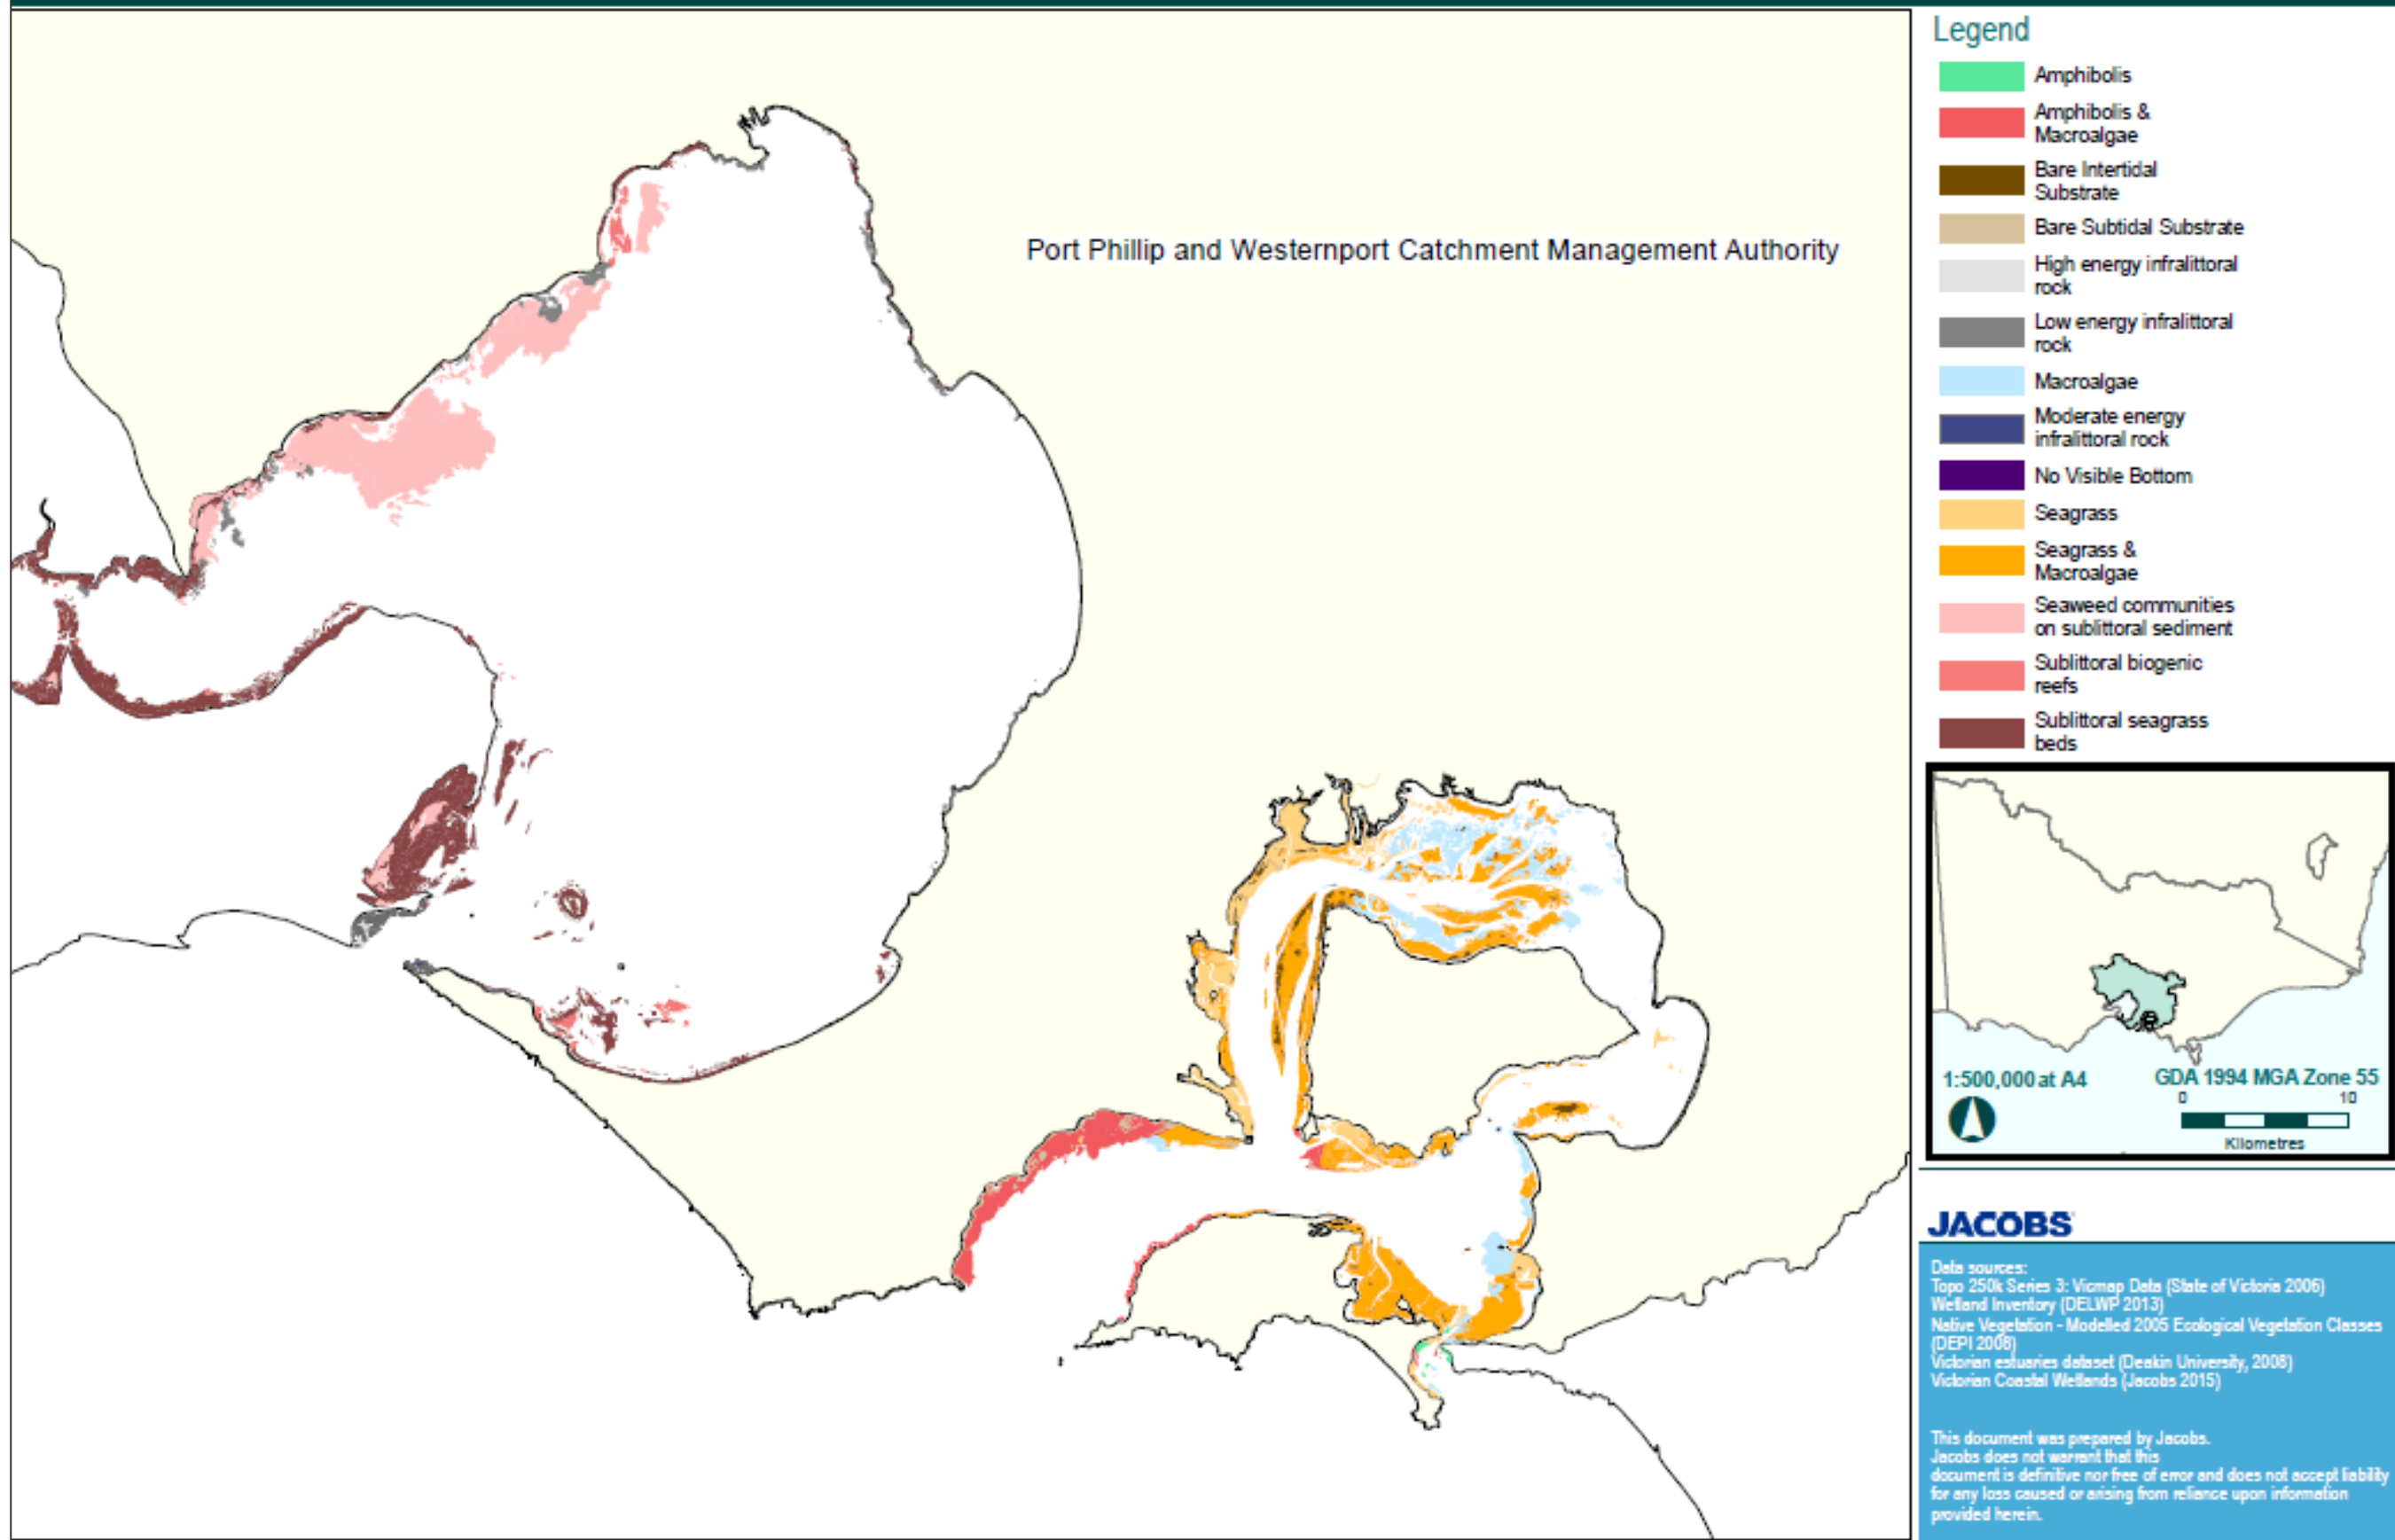 Port Phillip and Westernport Catchment Management Authority
Legend
Amphibolis
Amphibolis &
Macroalgae
Bare Intertidal
Substrate
Bare Subtidal Substrate
High energy infralittoral
rock
Low energy infralittoral
rock
Macroalgae
Moderate energy
infralittoral rock
No Visible Bottom
Seagrass
Seagrass &
Macroalgae
Seaweed communities
on sublittoral sediment
Sublittoral biogenic
reefs
Sublittoral seagrass
beds
1:500,000 at A4
GDA 1994 MGA Zone 55
0 10
Kilometres
JACOBS
Data sources:
Topo 250k Series 3: Vicmap Data (State of Victoria 2006)
Wetland Inventory (DELWP 2013)
Native Vegetation - Modelled 2005 Ecological Vegetation Classes
(DEPI 2008)
Victorian estuaries dataset (Deakin University, 2008)
Victorian Coastal Wetlands (Jacobs 2015)
This document was prepared by Jacobs.
Jacobs does not warrant that this
document is definitive nor free of error and does not accept liability
for any loss caused or arising from reliance upon information
provided herein.